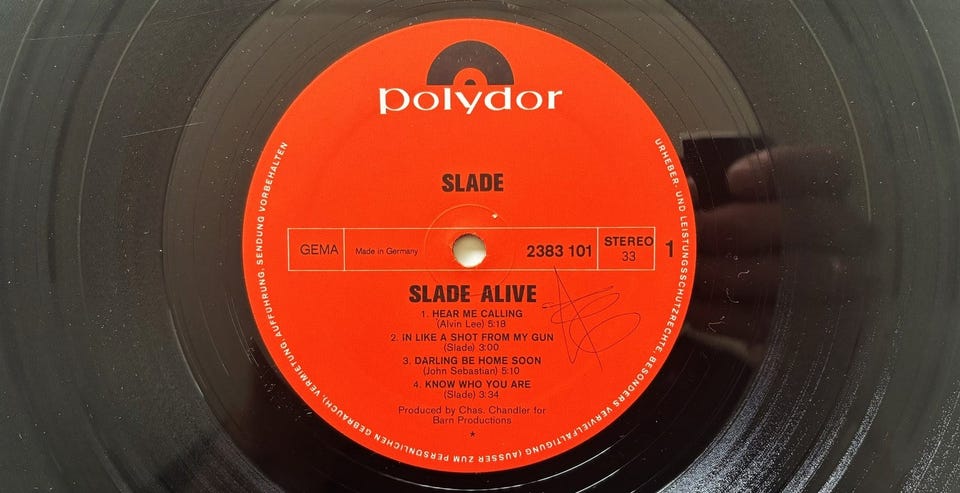 polydor
SLADE
GEMA
Made in Germany
2383 101
STEREO
33
1
SLADE ALIVE
1. HEAR ME CALLING
(Alvin Lee) 5:18
2. IN LIKE A SHOT FROM MY GUN
(Slade) 3:00
3. DARLING BE HOME SOON
(John Sebastian) 5:10
4. KNOW WHO YOU ARE
(Slade) 3:34
Produced by Chas. Chandler for
Barn Productions
*
URHEBER- UND LEISTUNGSSCHUTZRECHTE, BESONDERS VERVIELFÄLTIGUNG (AUSSER ZUM PERSÖNLICHEN GEBRAUCH), VERMIETUNG, AUFFÜHRUNG, SENDUNG VORBEHALTEN